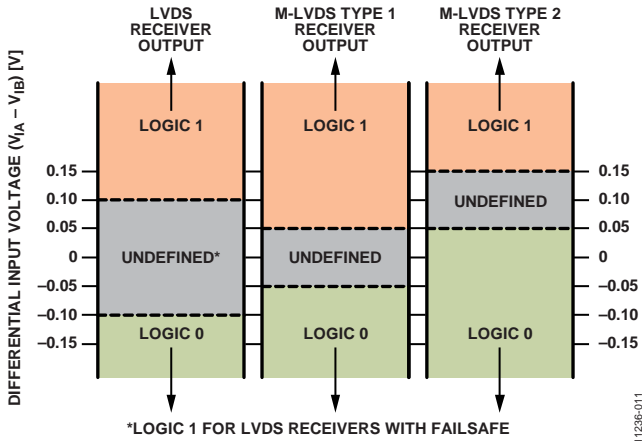 LVDS
RECEIVER
OUTPUT
M-LVDS TYPE 1
RECEIVER
OUTPUT
M-LVDS TYPE 2
RECEIVER
OUTPUT
DIFFERENTIAL INPUT VOLTAGE (VIA – VIB) [V]
LOGIC 1
LOGIC 1
LOGIC 1
0.15
0.10
0.05
0
–0.05
–0.10
–0.15
UNDEFINED*
UNDEFINED
UNDEFINED
LOGIC 0
LOGIC 0
LOGIC 0
0.15
0.10
0.05
0
–0.05
–0.10
–0.15
*LOGIC 1 FOR LVDS RECEIVERS WITH FAILSAFE
11236-011